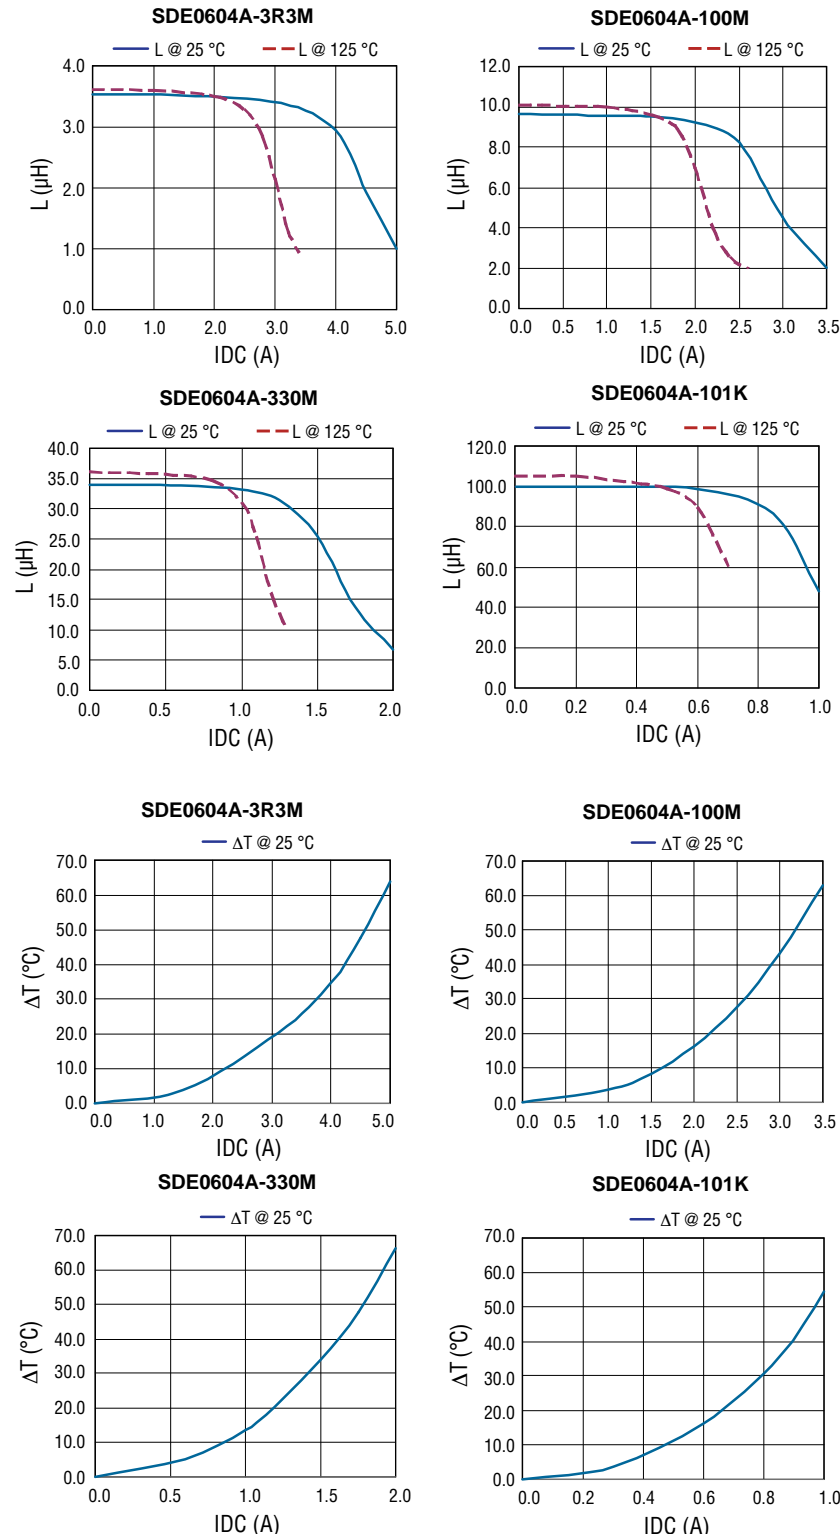 SDE0604A-3R3M
L @ 25 °C L @ 125 °C
4.0
3.0
2.0
1.0
0.0
L (µH)
0.0 1.0 2.0 3.0 4.0 5.0
IDC (A)
SDE0604A-100M
L @ 25 °C L @ 125 °C
12.0
10.0
8.0
6.0
4.0
2.0
0.0
L (µH)
0.0 0.5 1.0 1.5 2.0 2.5 3.0 3.5
IDC (A)
SDE0604A-330M
L @ 25 °C L @ 125 °C
40.0
35.0
30.0
25.0
20.0
15.0
10.0
5.0
0.0
L (µH)
0.0 0.5 1.0 1.5 2.0
IDC (A)
SDE0604A-101K
L @ 25 °C L @ 125 °C
120.0
100.0
80.0
60.0
40.0
20.0
0.0
L (µH)
0.0 0.2 0.4 0.6 0.8 1.0
IDC (A)
SDE0604A-3R3M
ΔT @ 25 °C
70.0
60.0
50.0
40.0
30.0
20.0
10.0
0.0
ΔT (°C)
0.0 1.0 2.0 3.0 4.0 5.0
IDC (A)
SDE0604A-100M
ΔT @ 25 °C
70.0
60.0
50.0
40.0
30.0
20.0
10.0
0.0
ΔT (°C)
0.0 0.5 1.0 1.5 2.0 2.5 3.0 3.5
IDC (A)
SDE0604A-330M
ΔT @ 25 °C
70.0
60.0
50.0
40.0
30.0
20.0
10.0
0.0
ΔT (°C)
0.0 0.5 1.0 1.5 2.0
IDC (A)
SDE0604A-101K
ΔT @ 25 °C
70.0
60.0
50.0
40.0
30.0
20.0
10.0
0.0
ΔT (°C)
0.0 0.2 0.4 0.6 0.8 1.0
IDC (A)